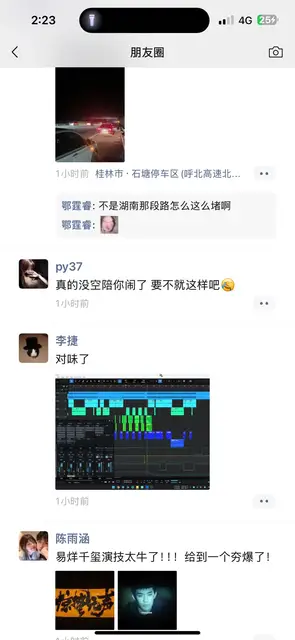 2:23
4G
25
朋友圈
1小时前 桂林市 · 石塘停车区 (呼北高速北...
鄂霆睿: 不是湖南那段路怎么这么堵啊
鄂霆睿:
py37
真的没空陪你闹了 要不就这样吧
1小时前
李捷
对味了
1小时前
陈雨涵
易烊千玺演技太牛了!!! 给到一个夯爆了!